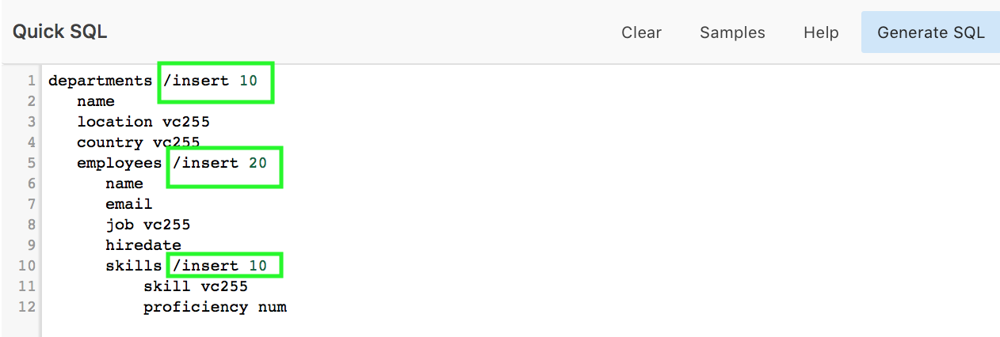 Quick SQL Clear Samples Help Generate SQL
1 departments /insert 10
2 name
3 location vc255
4 country vc255
5 employees /insert 20
6 name
7 email
8 job vc255
9 hiredate
10 skills /insert 10
11 skill vc255
12 proficiency num